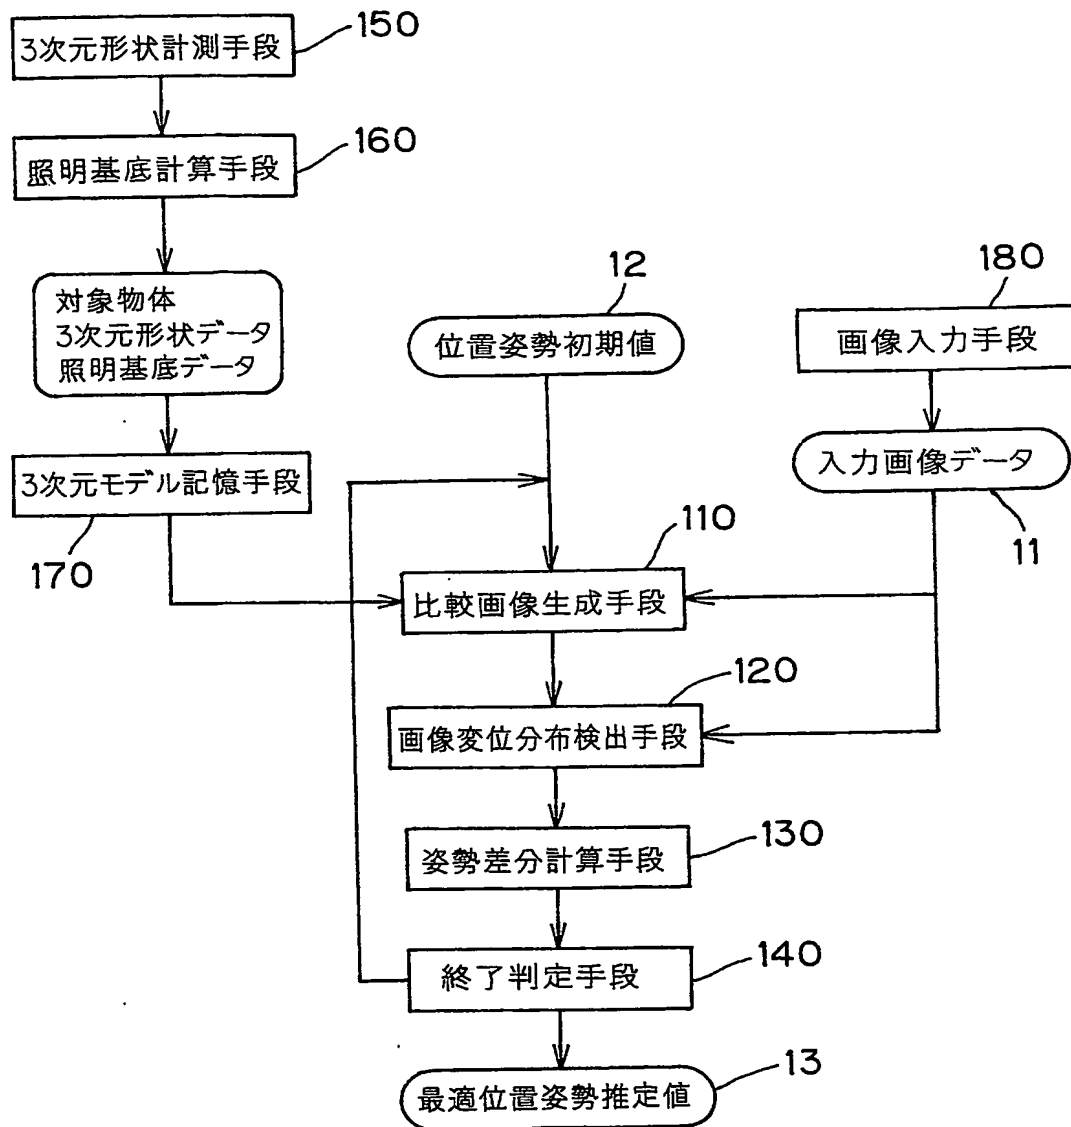 3次元形状計測手段
150
照明基底計算手段
160
対象物体
3次元形状データ
照明基底データ
3次元モデル記憶手段
170
位置姿勢初期値
12
画像入力手段
180
入力画像データ
11
比較画像生成手段
110
画像変位分布検出手段
120
姿勢差分計算手段
130
終了判定手段
140
最適位置姿勢推定値
13